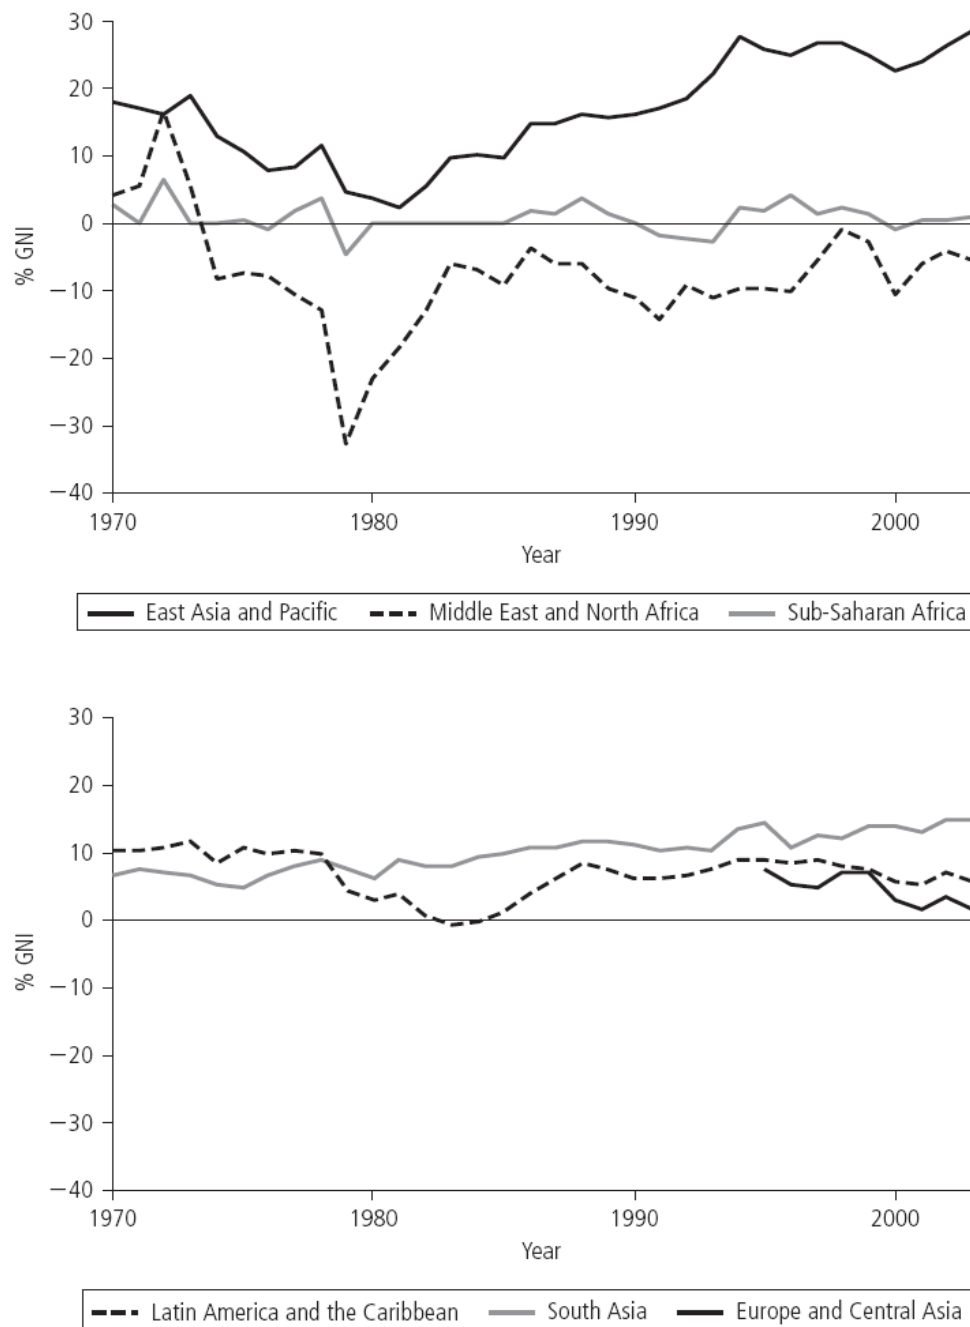 30
20
10
0
−10
−20
−30
−40
% GNI
1970 1980 1990 2000
Year
East Asia and Pacific Middle East and North Africa Sub-Saharan Africa
30
20
10
0
−10
−20
−30
−40
% GNI
1970 1980 1990 2000
Year
Latin America and the Caribbean South Asia Europe and Central Asia